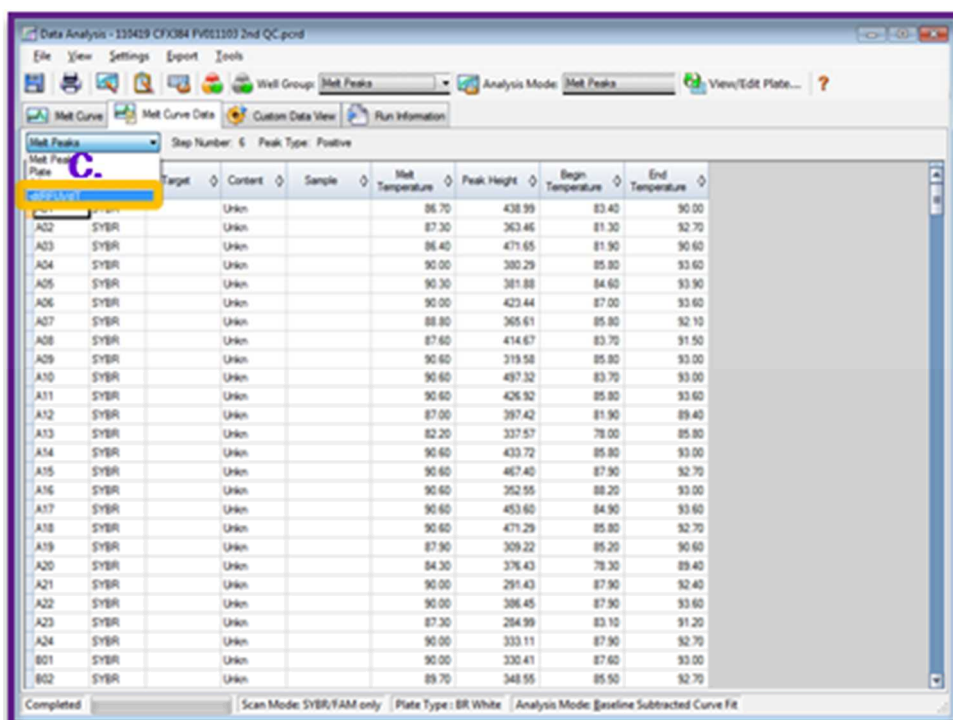 Data Analysis - 110419 CFX384 FV011103 2nd QC.pcrd
File View Settings Export Tools
Well Group: Melt Peaks Analysis Mode: Melt Peaks View/Edit Plate... ?
Melt Curve Melt Curve Data Custom Data View Run Information
Melt Peaks Step Number: 6 Peak Type: Positive
Melt
Plate
C.
Target Content Sample Melt Temperature Peak Height Begin Temperature End Temperature
Unkn 86.70 438.99 83.40 90.00
A02 SYBR Unkn 87.30 363.46 81.30 92.70
A03 SYBR Unkn 86.40 471.65 81.90 90.60
A04 SYBR Unkn 90.00 380.29 85.80 93.60
A05 SYBR Unkn 90.30 381.88 84.60 93.90
A06 SYBR Unkn 90.00 423.44 87.00 93.60
A07 SYBR Unkn 88.80 365.61 85.80 92.10
A08 SYBR Unkn 87.60 414.67 83.70 91.50
A09 SYBR Unkn 90.60 319.58 85.80 93.00
A10 SYBR Unkn 90.60 497.32 83.70 93.00
A11 SYBR Unkn 90.60 426.92 85.80 93.60
A12 SYBR Unkn 87.00 397.42 81.90 89.40
A13 SYBR Unkn 82.20 337.57 78.00 85.80
A14 SYBR Unkn 90.60 433.72 85.80 93.00
A15 SYBR Unkn 90.60 467.40 87.90 92.70
A16 SYBR Unkn 90.60 352.55 88.20 93.00
A17 SYBR Unkn 90.60 453.60 84.90 93.60
A18 SYBR Unkn 90.60 471.29 85.80 92.70
A19 SYBR Unkn 87.90 309.22 85.20 90.60
A20 SYBR Unkn 84.30 376.43 78.30 89.40
A21 SYBR Unkn 90.00 291.43 87.90 92.40
A22 SYBR Unkn 90.00 386.45 87.90 93.60
A23 SYBR Unkn 87.30 284.99 83.10 91.20
A24 SYBR Unkn 90.00 333.11 87.90 92.70
B01 SYBR Unkn 90.00 330.41 87.60 93.00
B02 SYBR Unkn 89.70 348.55 85.50 92.70
Completed Scan Mode: SYBR/FAM only Plate Type : BR White Analysis Mode: Baseline Subtracted Curve Fit